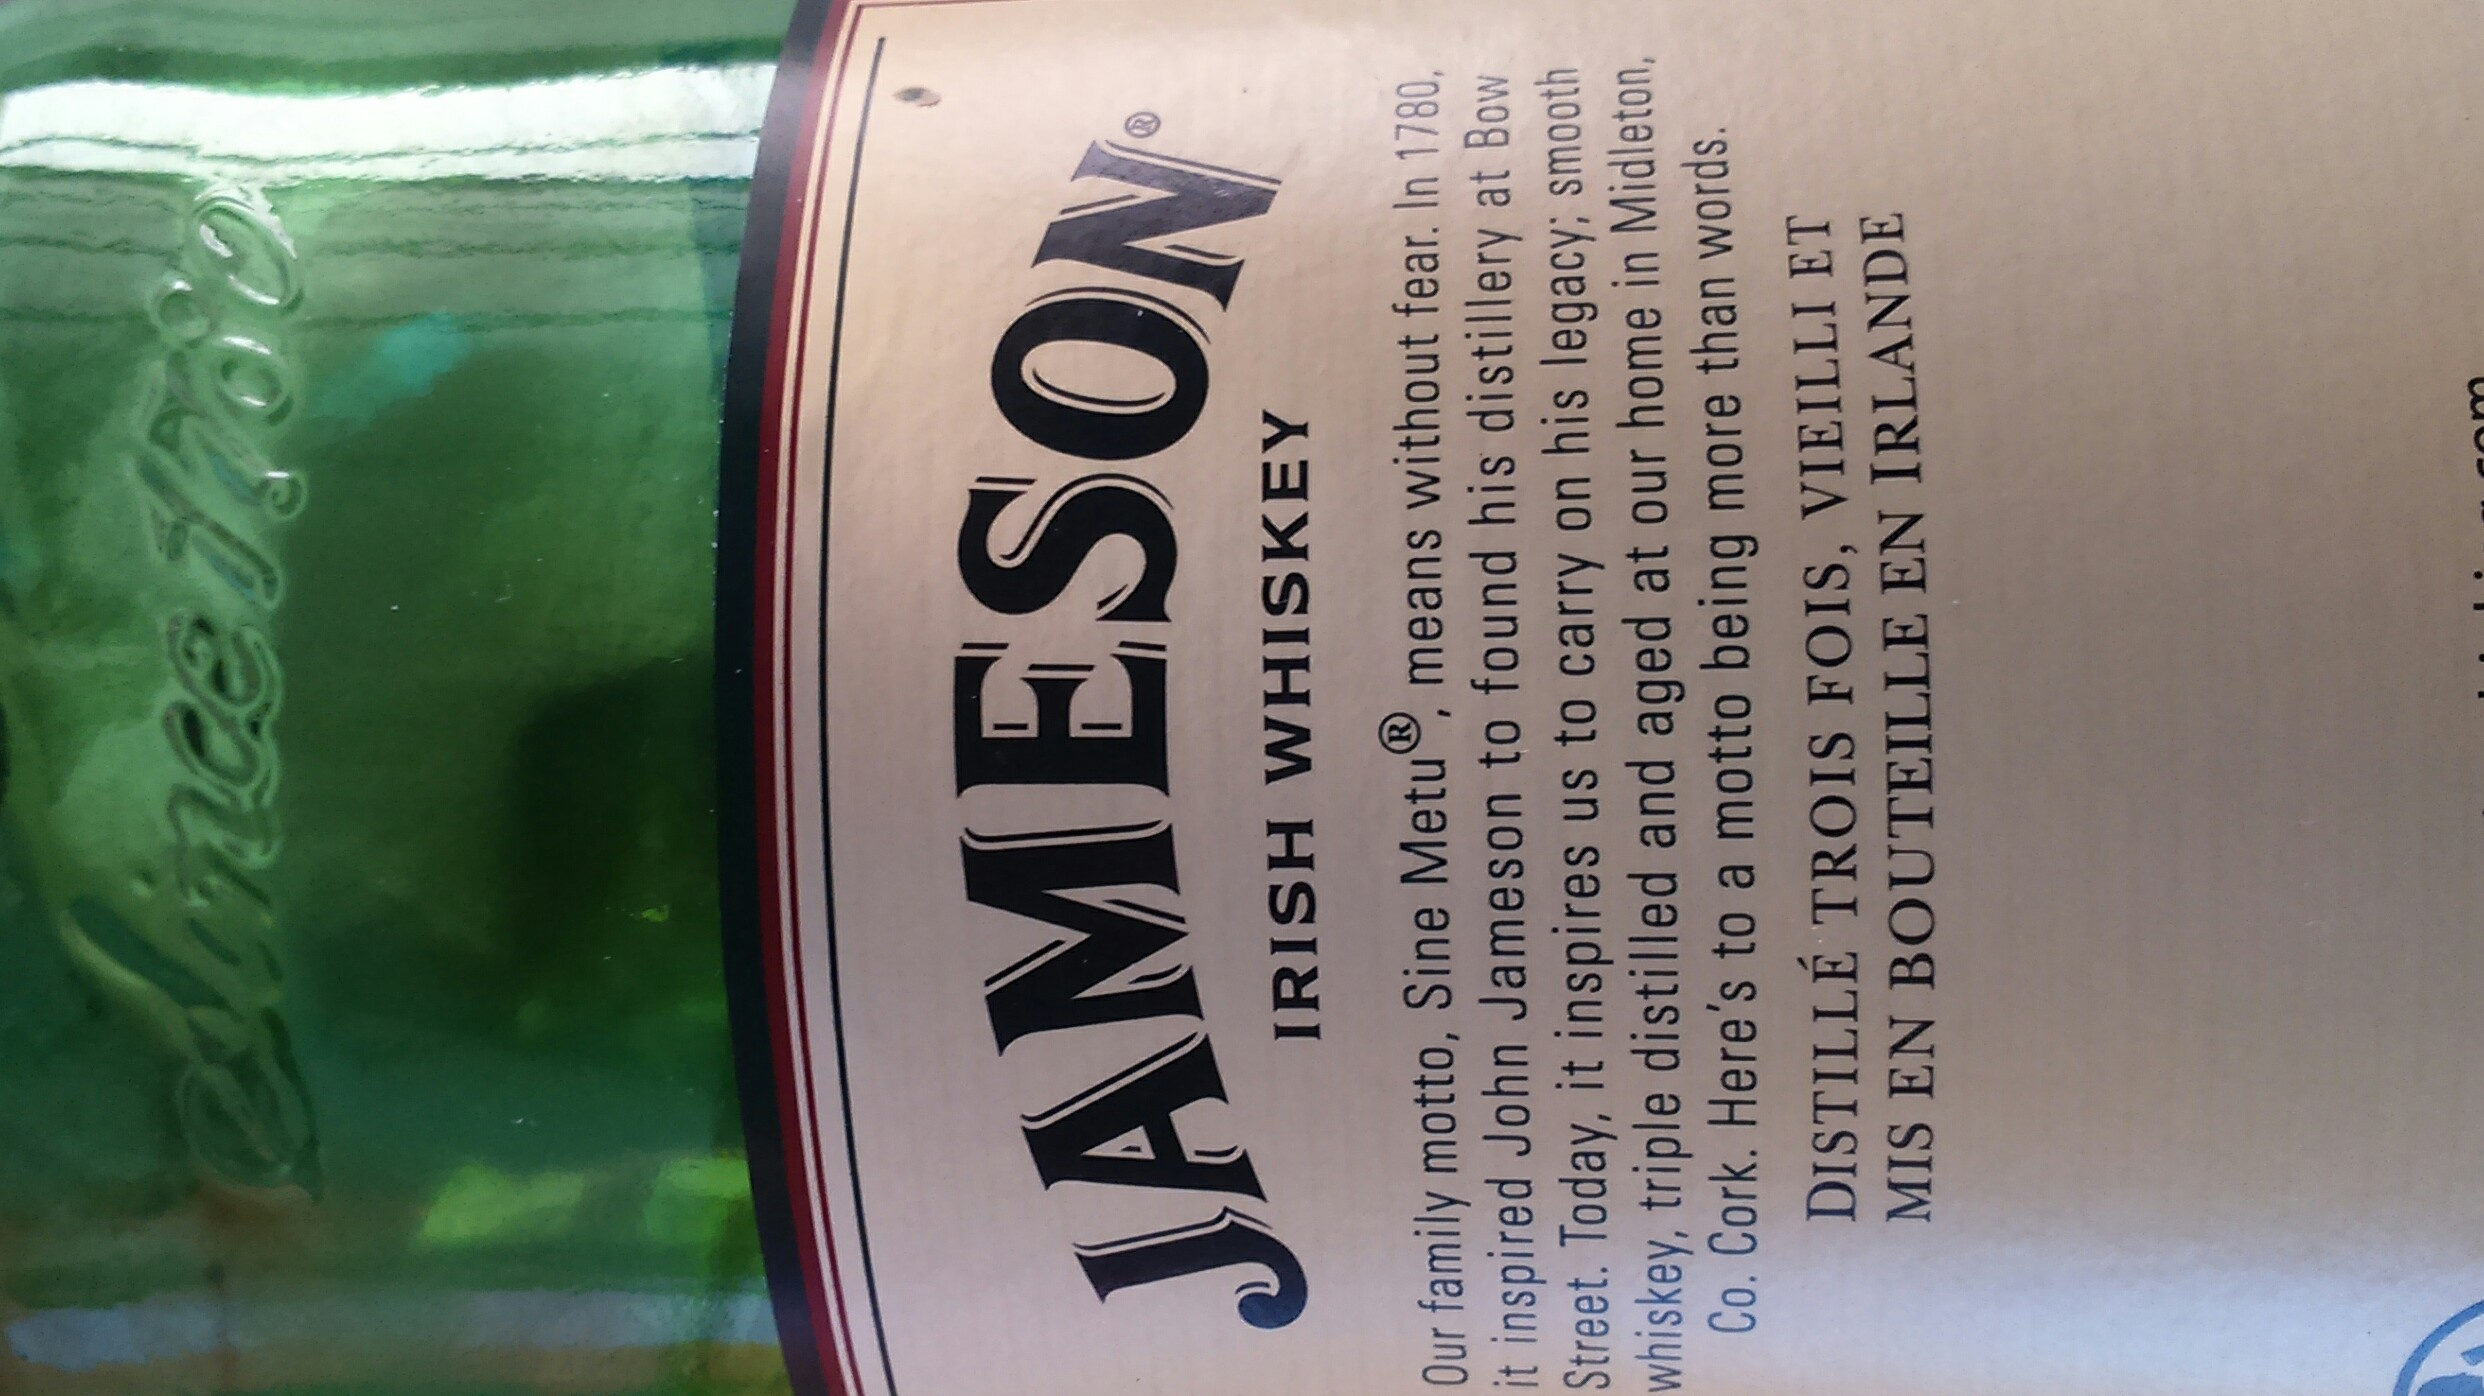 Since 1780
JAMESON®
IRISH WHISKEY
Our family motto, Sine Metu®, means without fear. In 1780,
it inspired John Jameson to found his distillery at Bow
Street. Today, it inspires us to carry on his legacy; smooth
whiskey, triple distilled and aged at our home in Midleton,
Co. Cork. Here's to a motto being more than words.
DISTILLÉ TROIS FOIS, VIEILLI ET
MIS EN BOUTEILLE EN IRLANDE